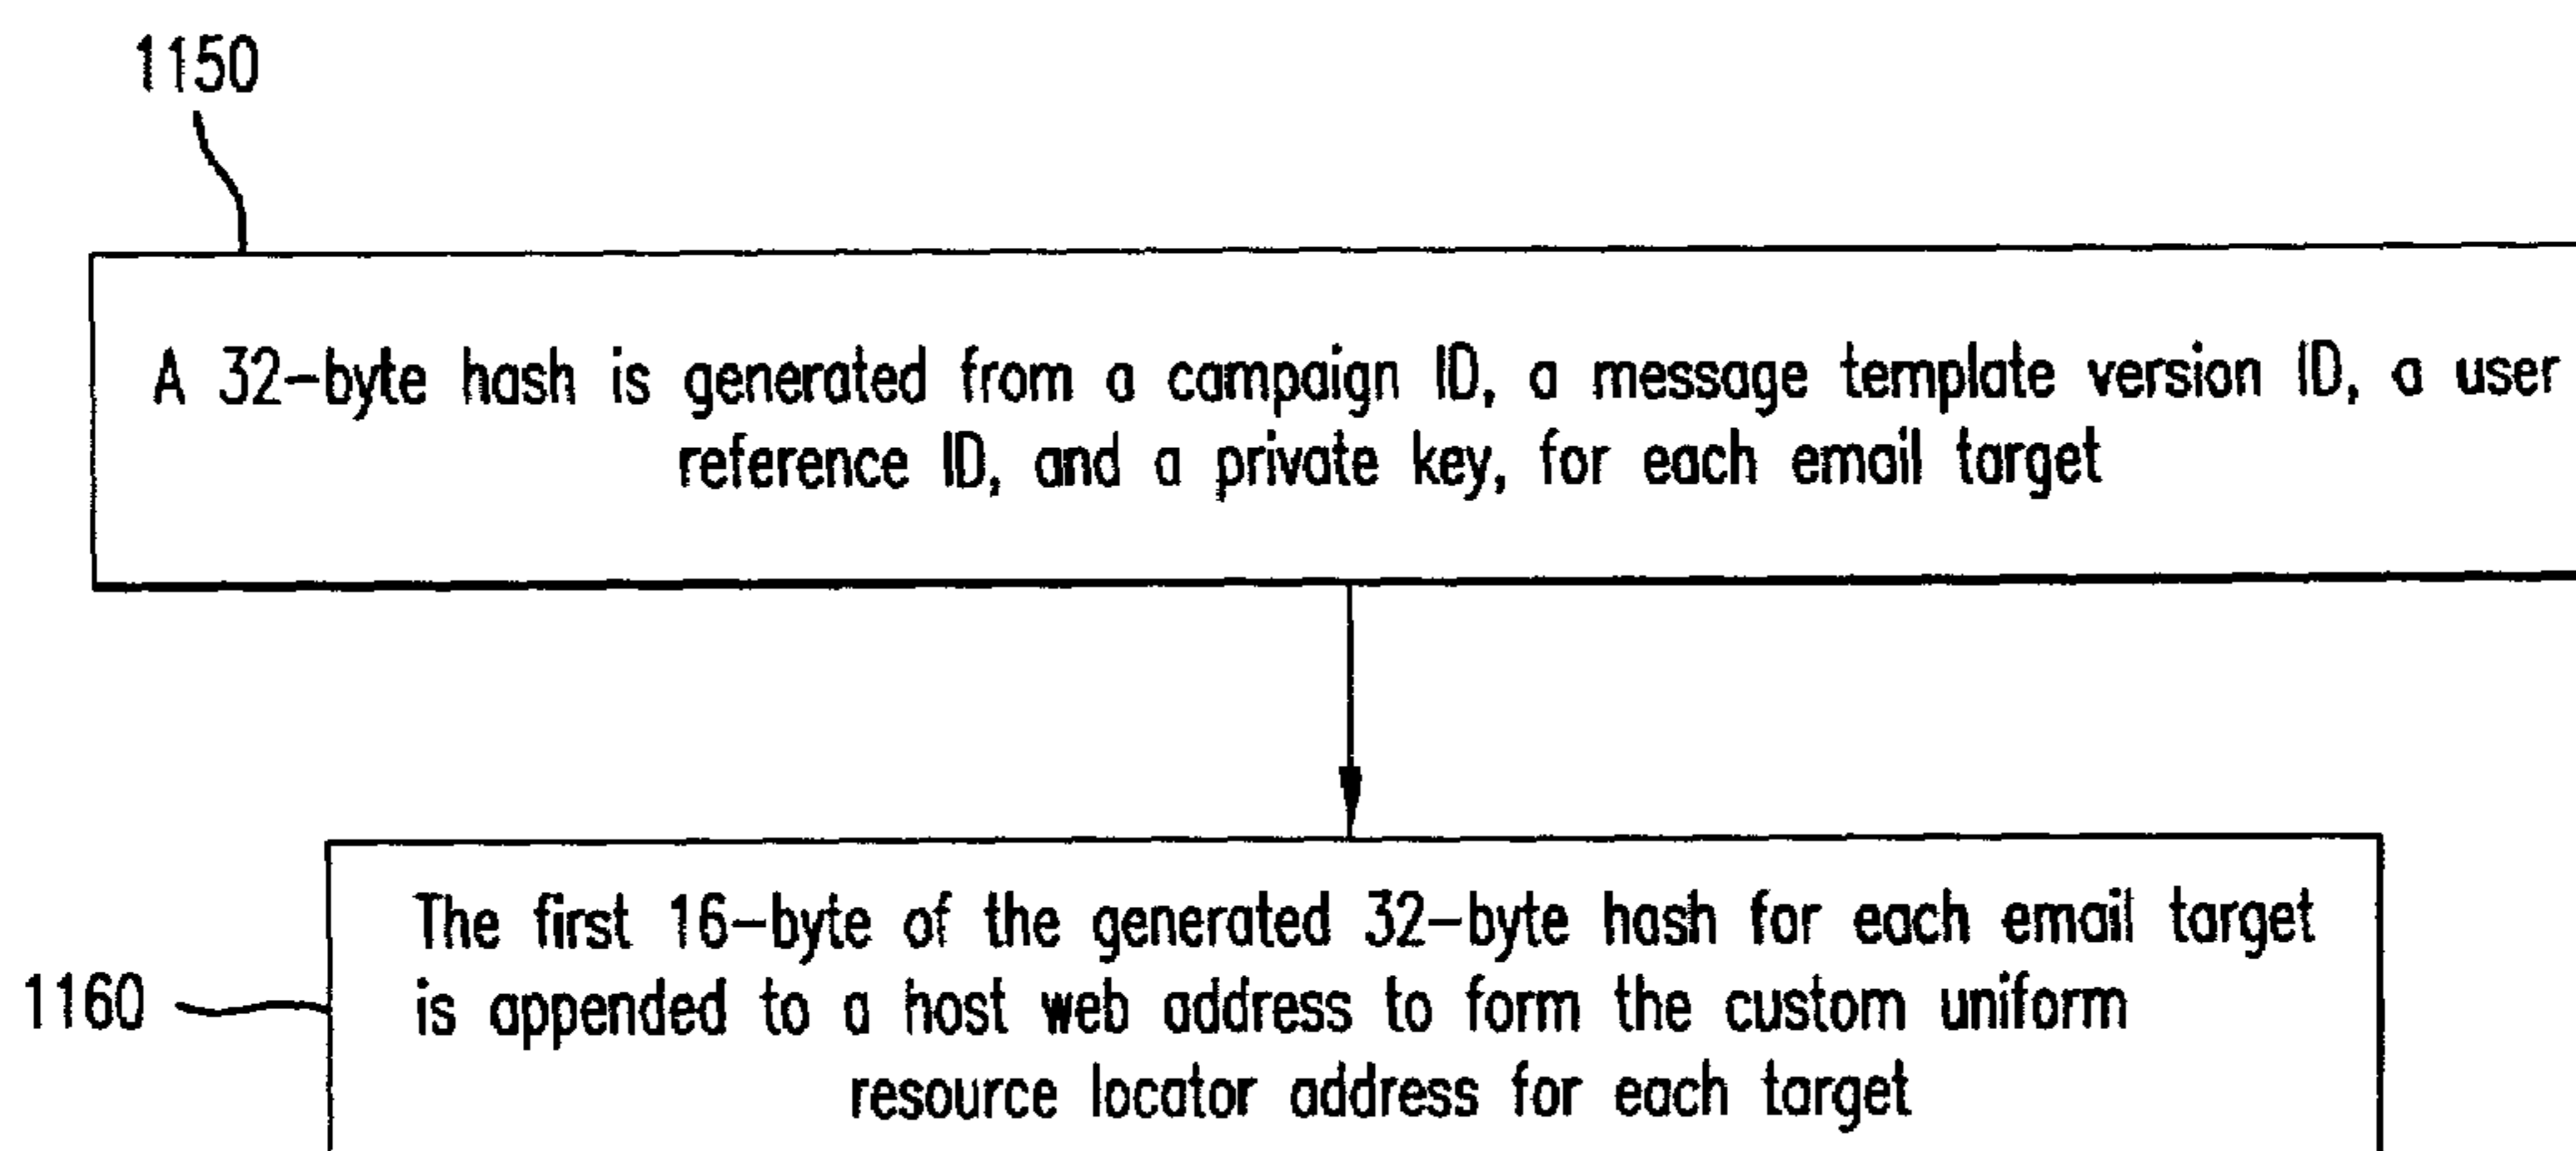 1150
A 32-byte hash is generated from a campaign ID, a message template version ID, a user
reference ID, and a private key, for each email target
The first 16-byte of the generated 32-byte hash for each email target
1160
is appended to a host web address to form the custom uniform
resource locator address for each target